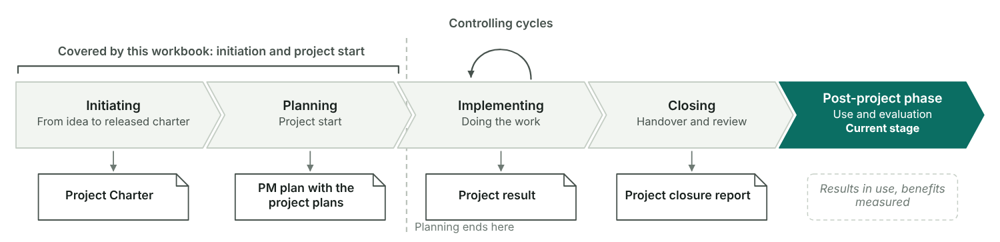 Controlling cycles
Covered by this workbook: initiation and project start
Initiating
From idea to released charter
Planning
Project start
Implementing
Doing the work
Closing
Handover and review
Post-project phase
Use and evaluation
Current stage
Project Charter
PM plan with the
project plans
Project result
Project closure report
Results in use, benefits
measured
Planning ends here